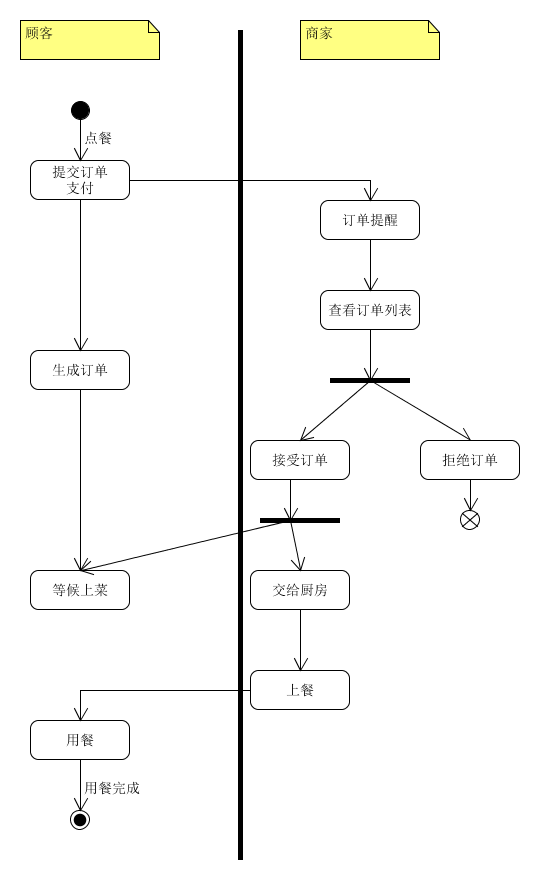 顾客
商家
点餐
提交订单
支付
订单提醒
查看订单列表
生成订单
接受订单
拒绝订单
等候上菜
交给厨房
上餐
用餐
用餐完成